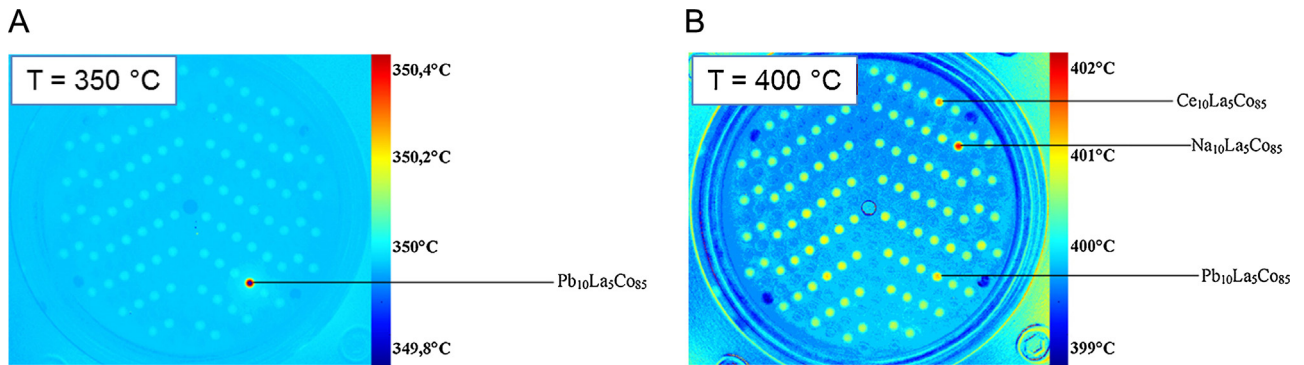 A
T = 350 °C
350,4°C
350,2°C
350°C
349,8°C
Pb₁₀La₅Co₈₅
B
T = 400 °C
402°C
401°C
400°C
399°C
Ce₁₀La₅Co₈₅
Na₁₀La₅Co₈₅
Pb₁₀La₅Co₈₅